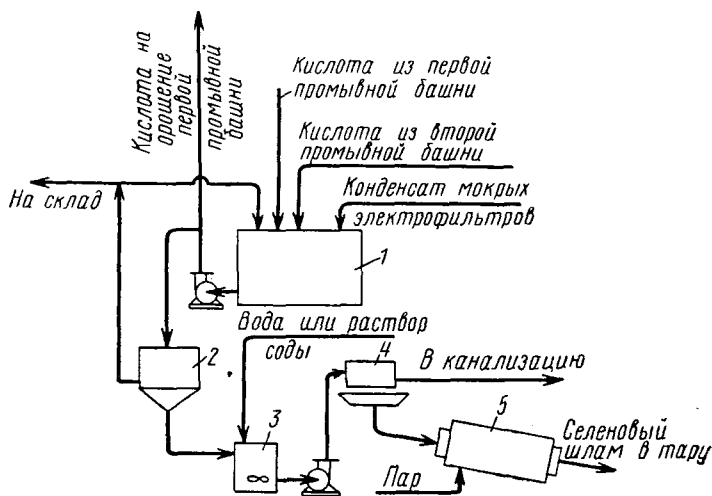 Кислота на
орошение
первой
промывной
башни
Кислота из первой
промывной башни
Кислота из второй
промывной башни
Конденсат мокрых
электрофильтров
На склад
1
Вода или раствор
соды
2
3
4
В канализацию
5
Селеновый
шлам в тару
Пар